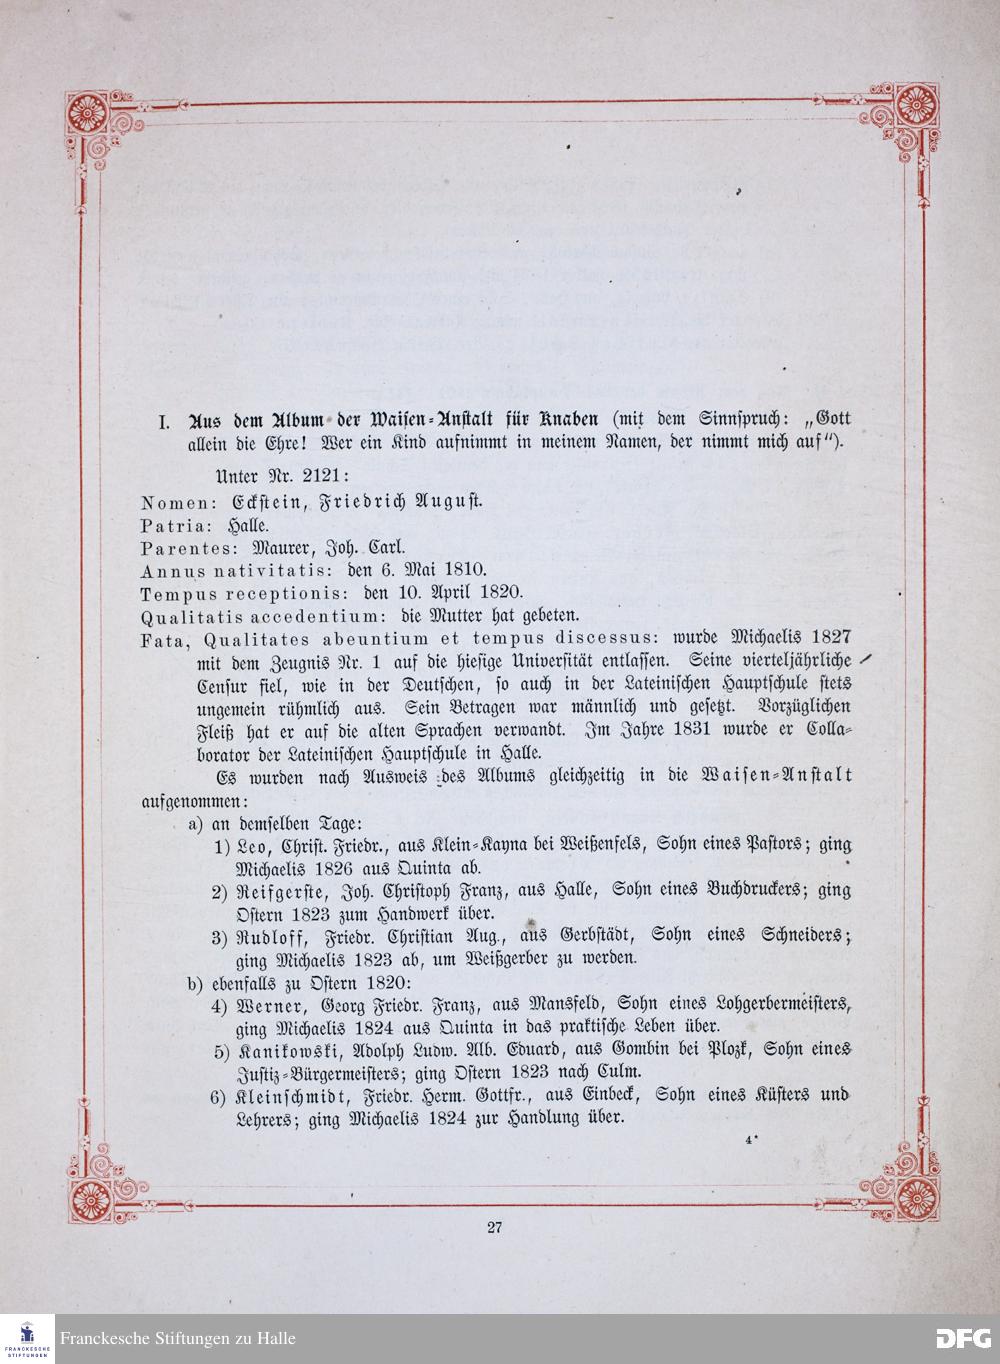 I. Aus dem Album der Waisen-Anstalt für Knaben (mit dem Sinnspruch: „Gott
allein die Ehre! Wer ein Kind aufnimmt in meinem Namen, der nimmt mich auf“).
Unter Nr. 2121:
Nomen: Eckstein, Friedrich August.
Patria: Halle.
Parentes: Maurer, Joh. Carl.
Annus nativitatis: den 6. Mai 1810.
Tempus receptionis: den 10. April 1820.
Qualitatis accedentium: die Mutter hat gebeten.
Fata, Qualitates abeuntium et tempus discessus: wurde Michaelis 1827
mit dem Zeugnis Nr. 1 auf die hiesige Universität entlassen. Seine vierteljährliche
Censur fiel, wie in der Deutschen, so auch in der Lateinischen Hauptschule stets
ungemein rühmlich aus. Sein Betragen war männlich und gesetzt. Vorzüglichen
Fleiß hat er auf die alten Sprachen verwandt. Im Jahre 1831 wurde er Colla-
borator der Lateinischen Hauptschule in Halle.
Es wurden nach Ausweis des Albums gleichzeitig in die Waisen-Anstalt
aufgenommen:
a) an demselben Tage:
1) Leo, Christ. Friedr., aus Klein-Kayna bei Weißenfels, Sohn eines Pastors; ging
Michaelis 1826 aus Quinta ab.
2) Reifgerste, Joh. Christoph Franz, aus Halle, Sohn eines Buchdruckers; ging
Ostern 1823 zum Handwerk über.
3) Rudloff, Friedr. Christian Aug., aus Gerbstädt, Sohn eines Schneiders;
ging Michaelis 1823 ab, um Weißgerber zu werden.
b) ebenfalls zu Ostern 1820:
4) Werner, Georg Friedr. Franz, aus Mansfeld, Sohn eines Lohgerbermeisters,
ging Michaelis 1824 aus Quinta in das praktische Leben über.
5) Kanikowski, Adolph Ludw. Alb. Eduard, aus Gombin bei Plozk, Sohn eines
Justiz-Bürgermeisters; ging Ostern 1823 nach Culm.
6) Kleinschmidt, Friedr. Herm. Gottfr., aus Einbeck, Sohn eines Küsters und
Lehrers; ging Michaelis 1824 zur Handlung über.
4*
27
FRANCKESCHE
STIFTUNGEN
Franckesche Stiftungen zu Halle
DFG